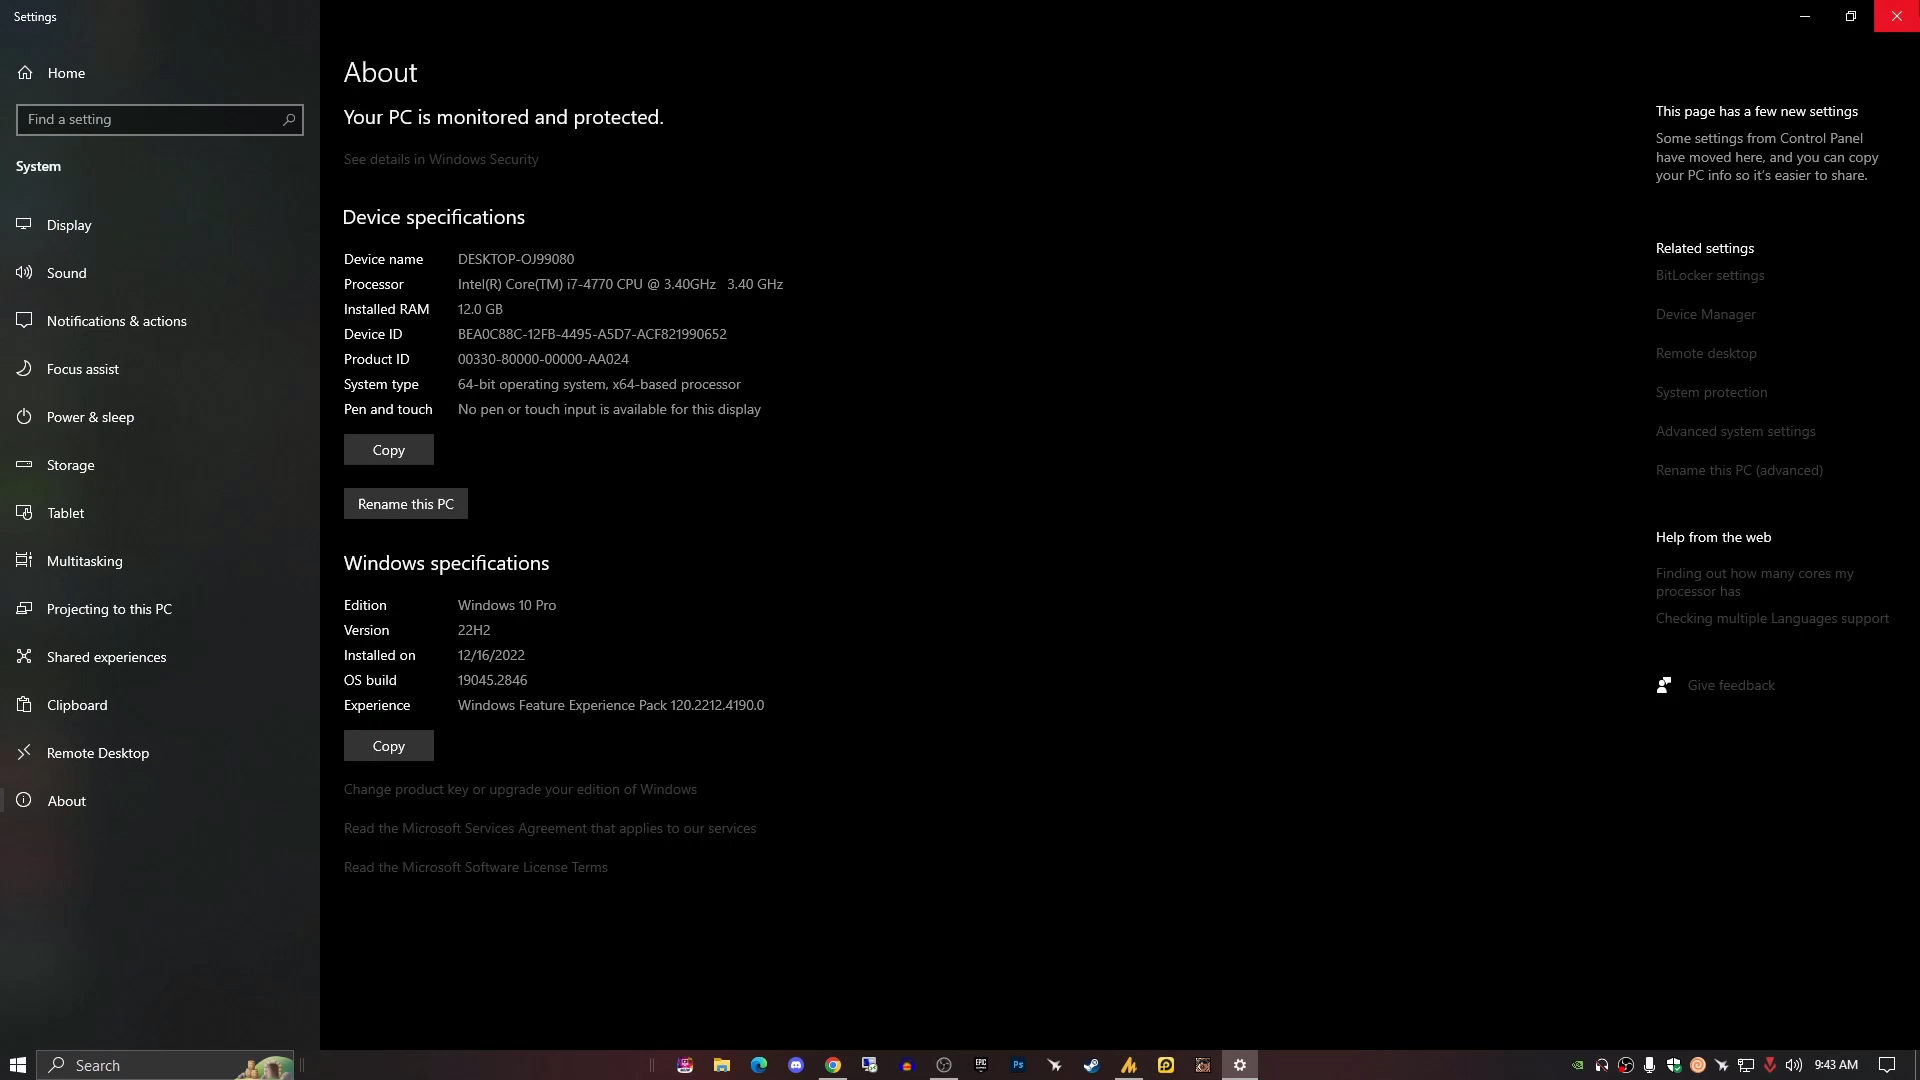 Settings
Home
Find a setting
System
Display
Sound
Notifications & actions
Focus assist
Power & sleep
Storage
Tablet
Multitasking
Projecting to this PC
Shared experiences
Clipboard
Remote Desktop
About
About
Your PC is monitored and protected.
See details in Windows Security
Device specifications
Device name DESKTOP-OJ99080
Processor Intel(R) Core(TM) i7-4770 CPU @ 3.40GHz 3.40 GHz
Installed RAM 12.0 GB
Device ID BEA0C88C-12FB-4495-A5D7-ACF821990652
Product ID 00330-80000-00000-AA024
System type 64-bit operating system, x64-based processor
Pen and touch No pen or touch input is available for this display
Copy
Rename this PC
Windows specifications
Edition Windows 10 Pro
Version 22H2
Installed on 12/16/2022
OS build 19045.2846
Experience Windows Feature Experience Pack 120.2212.4190.0
Copy
Change product key or upgrade your edition of Windows
Read the Microsoft Services Agreement that applies to our services
Read the Microsoft Software License Terms
This page has a few new settings
Some settings from Control Panel
have moved here, and you can copy
your PC info so it's easier to share.
Related settings
BitLocker settings
Device Manager
Remote desktop
System protection
Advanced system settings
Rename this PC (advanced)
Help from the web
Finding out how many cores my
processor has
Checking multiple Languages support
Give feedback
Search
EPIC
Ps
9:43 AM